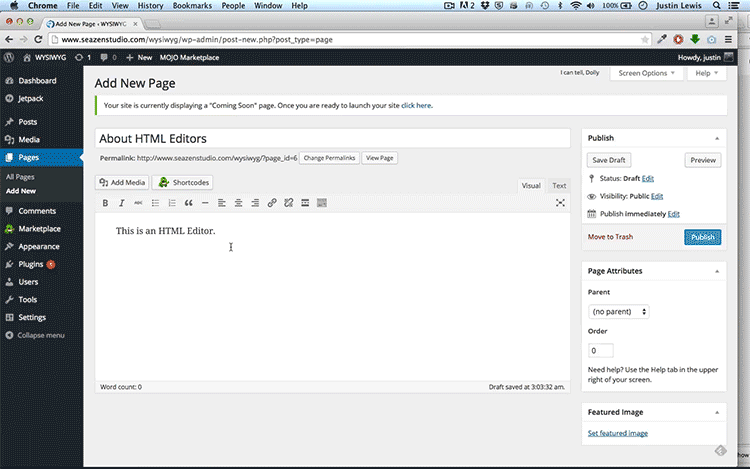 Chrome File Edit View History Bookmarks People Window Help 2 100% Justin Lewis
Add New Page ‹ WYSIWYG
www.seazenstudio.com/wysiwyg/wp-admin/post-new.php?post_type=page
WYSIWYG 1 0 + New MOJO Marketplace Howdy, justin
Dashboard
Jetpack
Posts
Media
Pages
All Pages
Add New
Comments
Marketplace
Appearance
Plugins
Users
Tools
Settings
Collapse menu
I can tell, Dolly Screen Options Help
Add New Page
Your site is currently displaying a "Coming Soon" page. Once you are ready to launch your site click here.
About HTML Editors
Permalink: http://www.seazenstudio.com/wysiwyg/?page_id=6 Change Permalinks View Page
Add Media Shortcodes Visual Text
B I ABC
This is an HTML Editor.
Word count: 0 Draft saved at 3:03:32 am.
Publish
Save Draft Preview
Status: Draft Edit
Visibility: Public Edit
Publish immediately Edit
Move to Trash Publish
Page Attributes
Parent
(no parent)
Order
0
Need help? Use the Help tab in the upper
right of your screen.
Featured Image
Set featured image